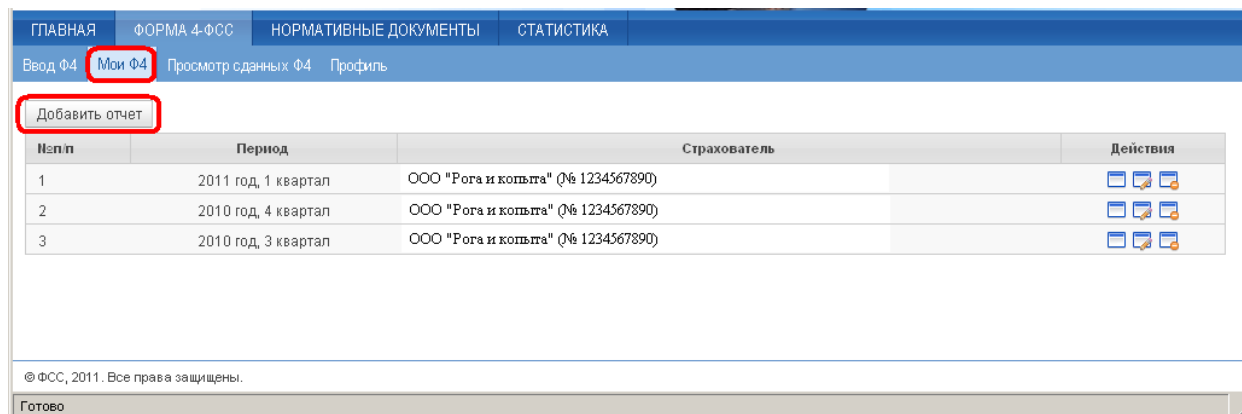 ГЛАВНАЯ ФОРМА 4-ФСС НОРМАТИВНЫЕ ДОКУМЕНТЫ СТАТИСТИКА
Ввод Ф4 Мои Ф4 Просмотр сданных Ф4 Профиль
Добавить отчет
№п/п Период Страхователь Действия
1 2011 год, 1 квартал ООО "Рога и копыта" (№ 1234567890)
2 2010 год, 4 квартал ООО "Рога и копыта" (№ 1234567890)
3 2010 год, 3 квартал ООО "Рога и копыта" (№ 1234567890)
© ФСС, 2011. Все права защищены.
Готово